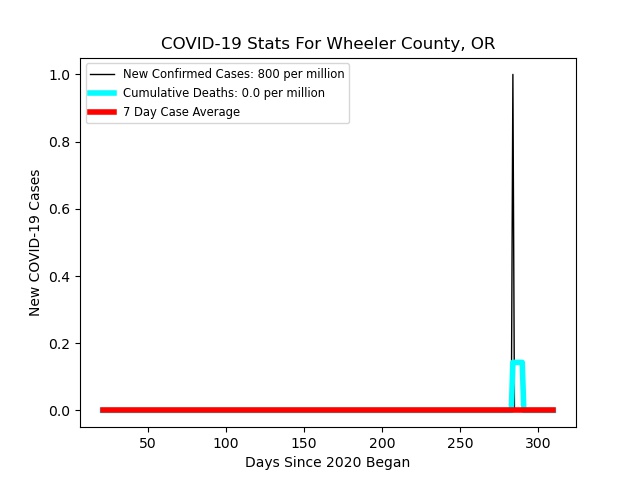 COVID-19 Stats For Wheeler County, OR
New Confirmed Cases: 800 per million
Cumulative Deaths: 0.0 per million
7 Day Case Average
New COVID-19 Cases
1.0
0.8
0.6
0.4
0.2
0.0
50 100 150 200 250 300
Days Since 2020 Began